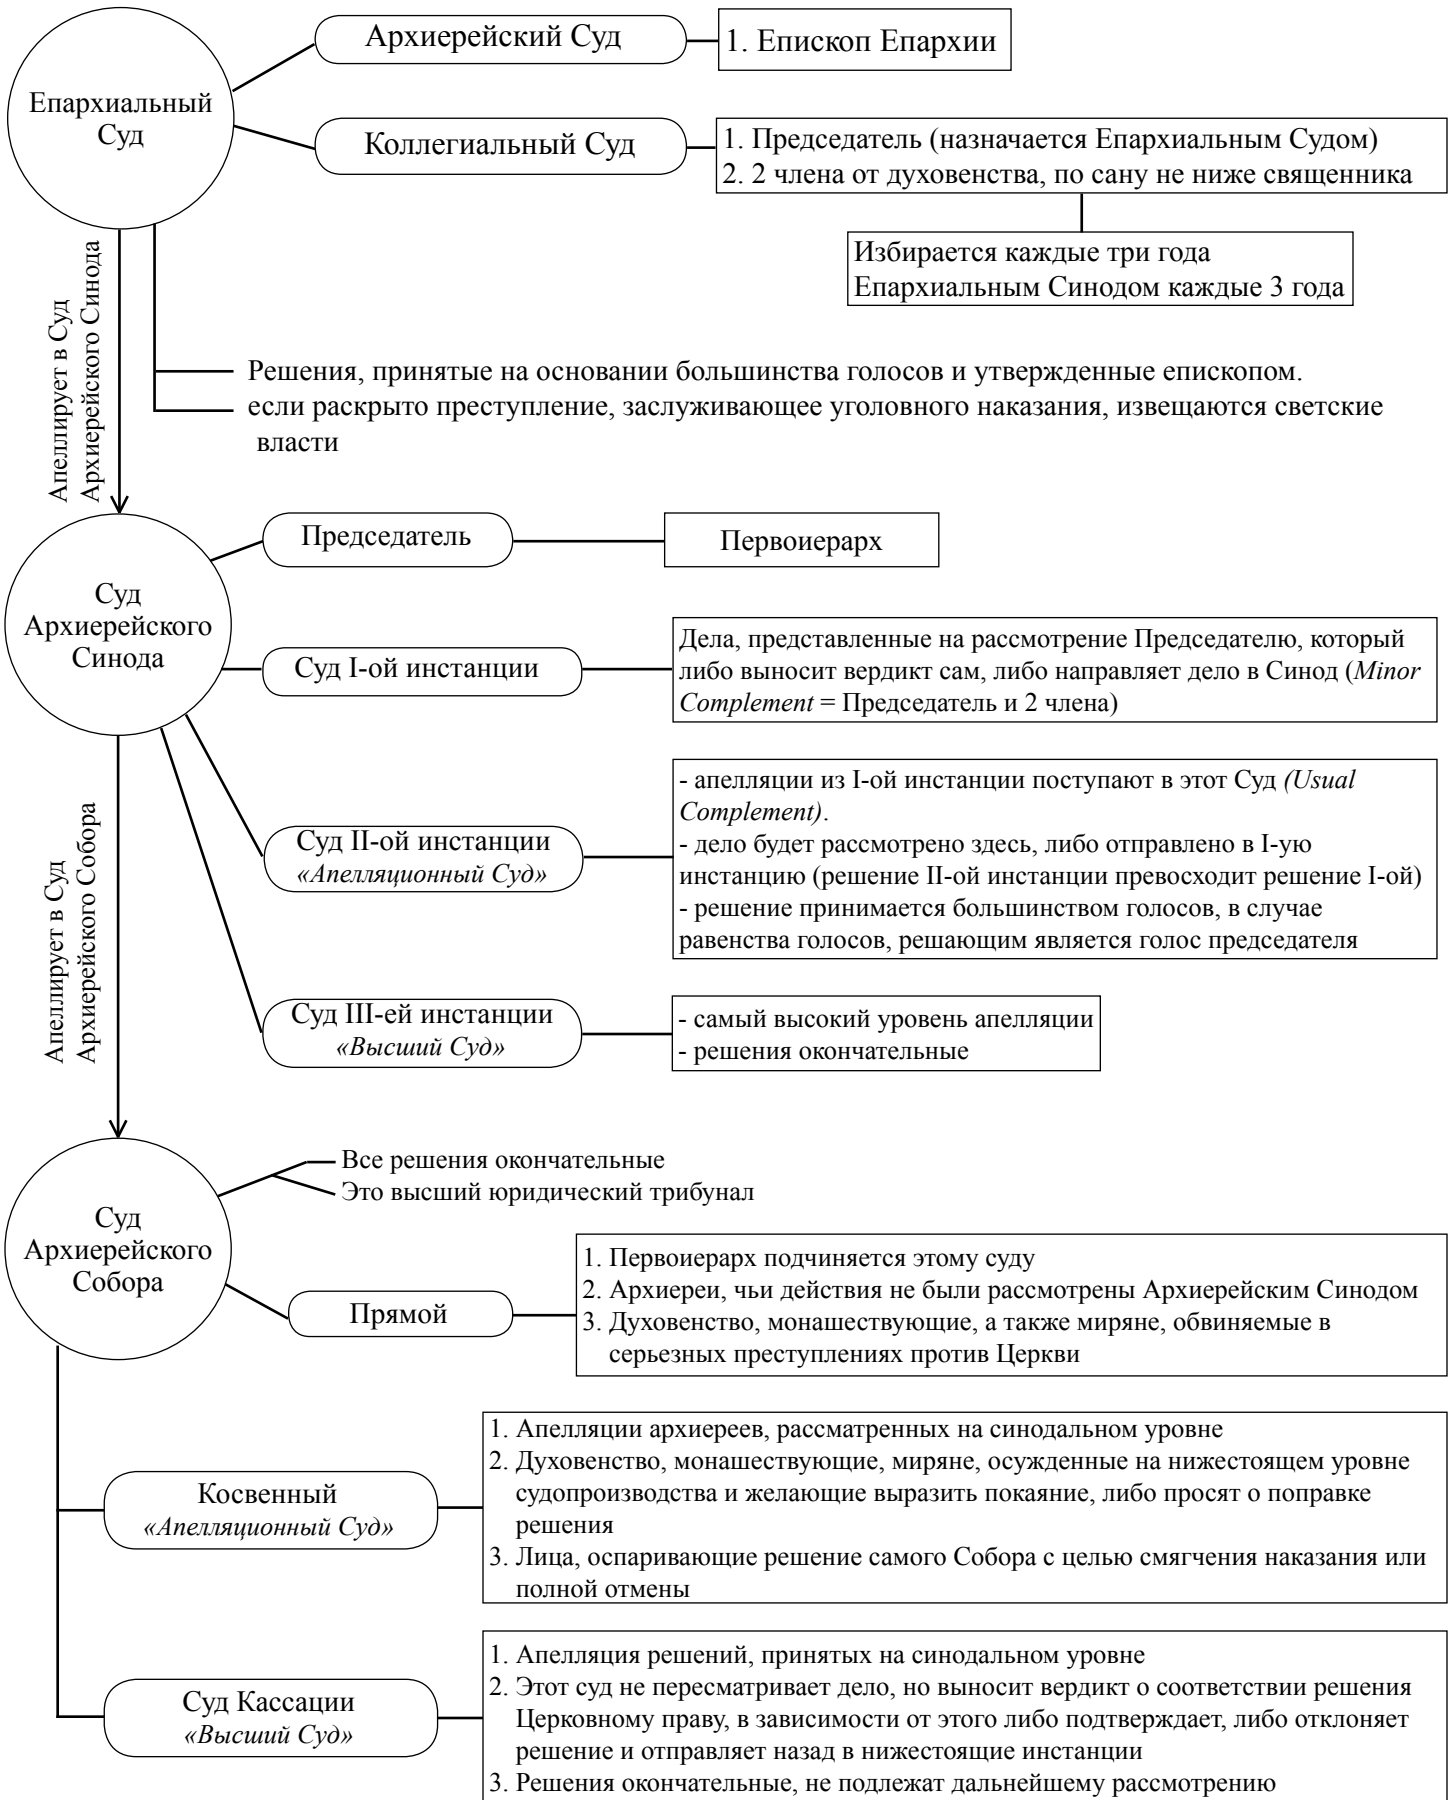 Епархиальный
Суд
Архиерейский Суд
1. Епископ Епархии
Коллегиальный Суд
1. Председатель (назначается Епархиальным Судом)
2. 2 члена от духовенства, по сану не ниже священника
Избирается каждые три года
Епархиальным Синодом каждые 3 года
Апеллирует в Суд
Архиерейского Синода
Решения, принятые на основании большинства голосов и утвержденные епископом.
если раскрыто преступление, заслуживающее уголовного наказания, извещаются светские
власти
Суд
Архиерейского
Синода
Председатель
Первоиерарх
Суд I-ой инстанции
Дела, представленные на рассмотрение Председателю, который
либо выносит вердикт сам, либо направляет дело в Синод (Minor
Complement = Председатель и 2 члена)
Суд II-ой инстанции
«Апелляционный Суд»
- апелляции из I-ой инстанции поступают в этот Суд (Usual
Complement).
- дело будет рассмотрено здесь, либо отправлено в I-ую
инстанцию (решение II-ой инстанции превосходит решение I-ой)
- решение принимается большинством голосов, в случае
равенства голосов, решающим является голос председателя
Суд III-ей инстанции
«Высший Суд»
- самый высокий уровень апелляции
- решения окончательные
Апеллирует в Суд
Архиерейского Собора
Суд
Архиерейского
Собора
Все решения окончательные
Это высший юридический трибунал
Прямой
1. Первоиерарх подчиняется этому суду
2. Архиереи, чьи действия не были рассмотрены Архиерейским Синодом
3. Духовенство, монашествующие, а также миряне, обвиняемые в
серьезных преступлениях против Церкви
Косвенный
«Апелляционный Суд»
1. Апелляции архиереев, рассматренных на синодальном уровне
2. Духовенство, монашествующие, миряне, осужденные на нижестоящем уровне
судопроизводства и желающие выразить покаяние, либо просят о поправке
решения
3. Лица, оспаривающие решение самого Собора с целью смягчения наказания или
полной отмены
Суд Кассации
«Высший Суд»
1. Апелляция решений, принятых на синодальном уровне
2. Этот суд не пересматривает дело, но выносит вердикт о соответствии решения
Церковному праву, в зависимости от этого либо подтверждает, либо отклоняет
решение и отправляет назад в нижестоящие инстанции
3. Решения окончательные, не подлежат дальнейшему рассмотрению